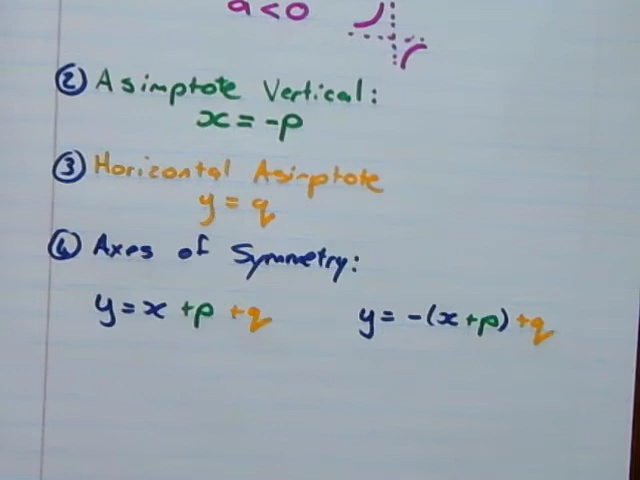 a < 0
② Asimptote Vertical:
x = -p
③ Horizontal Asimptote
y = q
④ Axes of Symmetry:
y = x + p + q y = -(x + p) + q